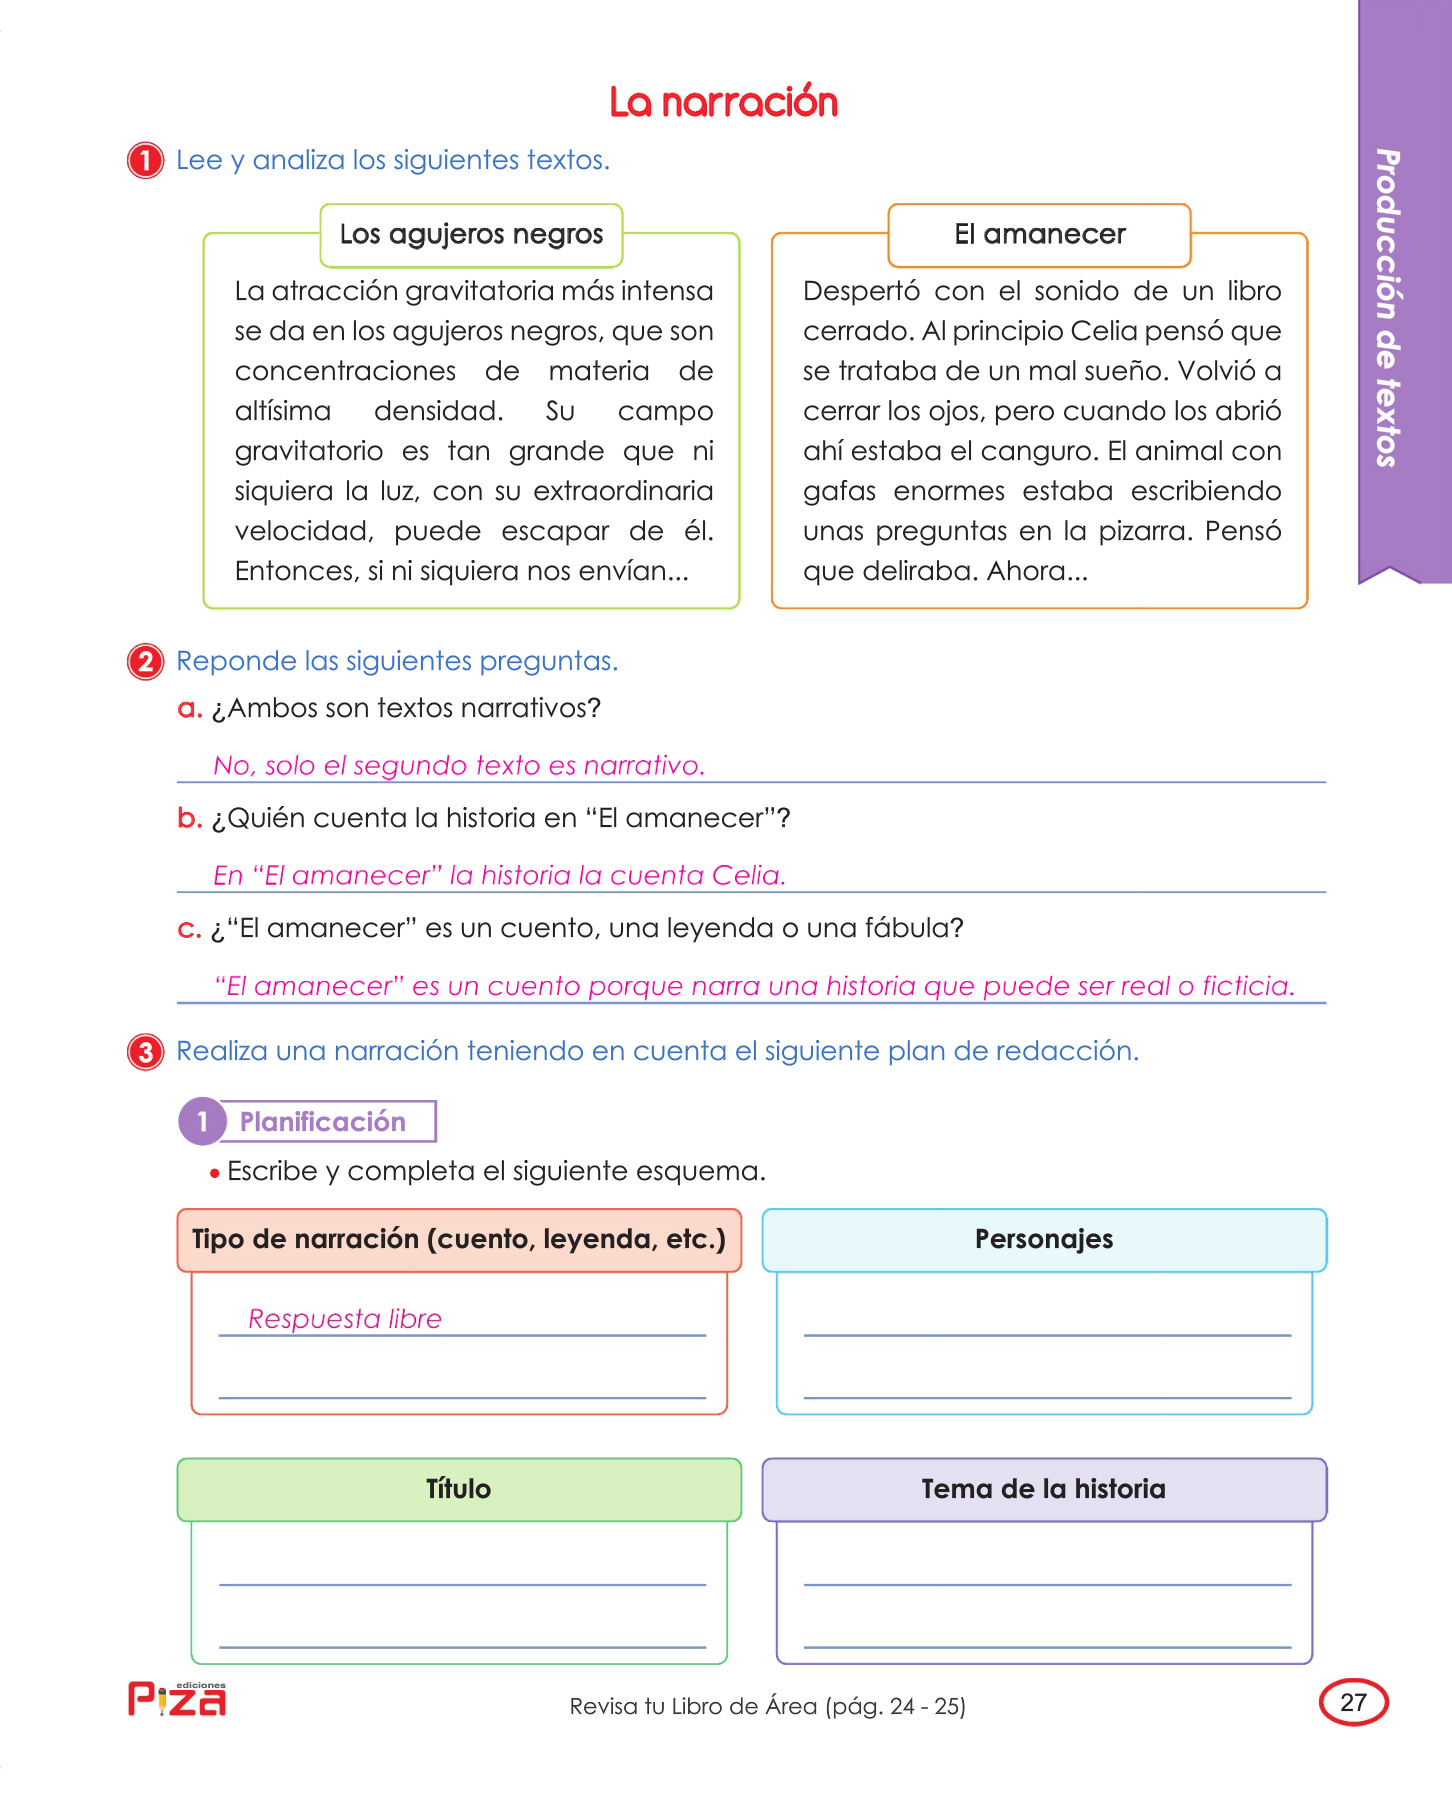 La narración
1 Lee y analiza los siguientes textos.
Los agujeros negros
La atracción gravitatoria más intensa
se da en los agujeros negros, que son
concentraciones de materia de
altísima densidad. Su campo
gravitatorio es tan grande que ni
siquiera la luz, con su extraordinaria
velocidad, puede escapar de él.
Entonces, si ni siquiera nos envían...
El amanecer
Despertó con el sonido de un libro
cerrado. Al principio Celia pensó que
se trataba de un mal sueño. Volvió a
cerrar los ojos, pero cuando los abrió
ahí estaba el canguro. El animal con
gafas enormes estaba escribiendo
unas preguntas en la pizarra. Pensó
que deliraba. Ahora...
Producción de textos
2 Reponde las siguientes preguntas.
a. ¿Ambos son textos narrativos?
No, solo el segundo texto es narrativo.
b. ¿Quién cuenta la historia en “El amanecer”?
En “El amanecer” la historia la cuenta Celia.
c. ¿“El amanecer” es un cuento, una leyenda o una fábula?
“El amanecer” es un cuento porque narra una historia que puede ser real o ficticia.
3 Realiza una narración teniendo en cuenta el siguiente plan de redacción.
1 Planificación
• Escribe y completa el siguiente esquema.
Tipo de narración (cuento, leyenda, etc.)
Respuesta libre
Personajes
Título
Tema de la historia
ediciones
Piza
Revisa tu Libro de Área (pág. 24 - 25)
27